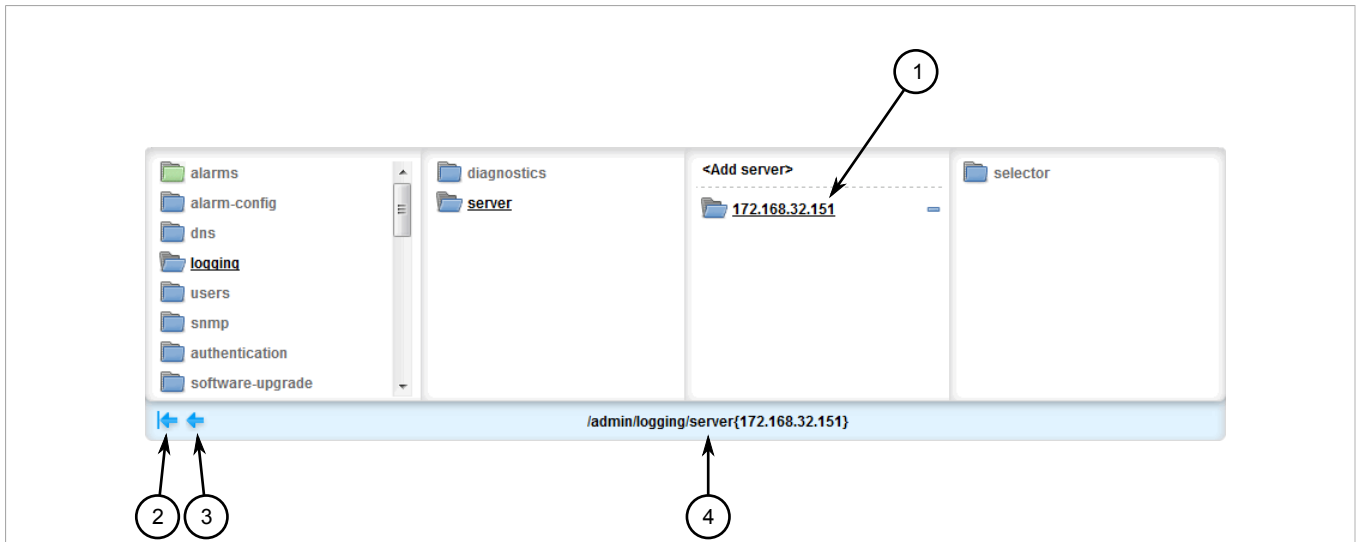 1
alarms
alarm-config
dns
logging
users
snmp
authentication
software-upgrade
diagnostics
server
<Add server>
172.168.32.151
selector
/admin/logging/server{172.168.32.151}
2
3
4